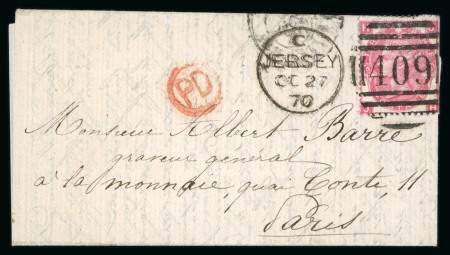 C
JERSEY
OC 27
70
409
PD
Monsieur Albert Barre
graveur général
à la monnaie, quai Conti, 11
Paris